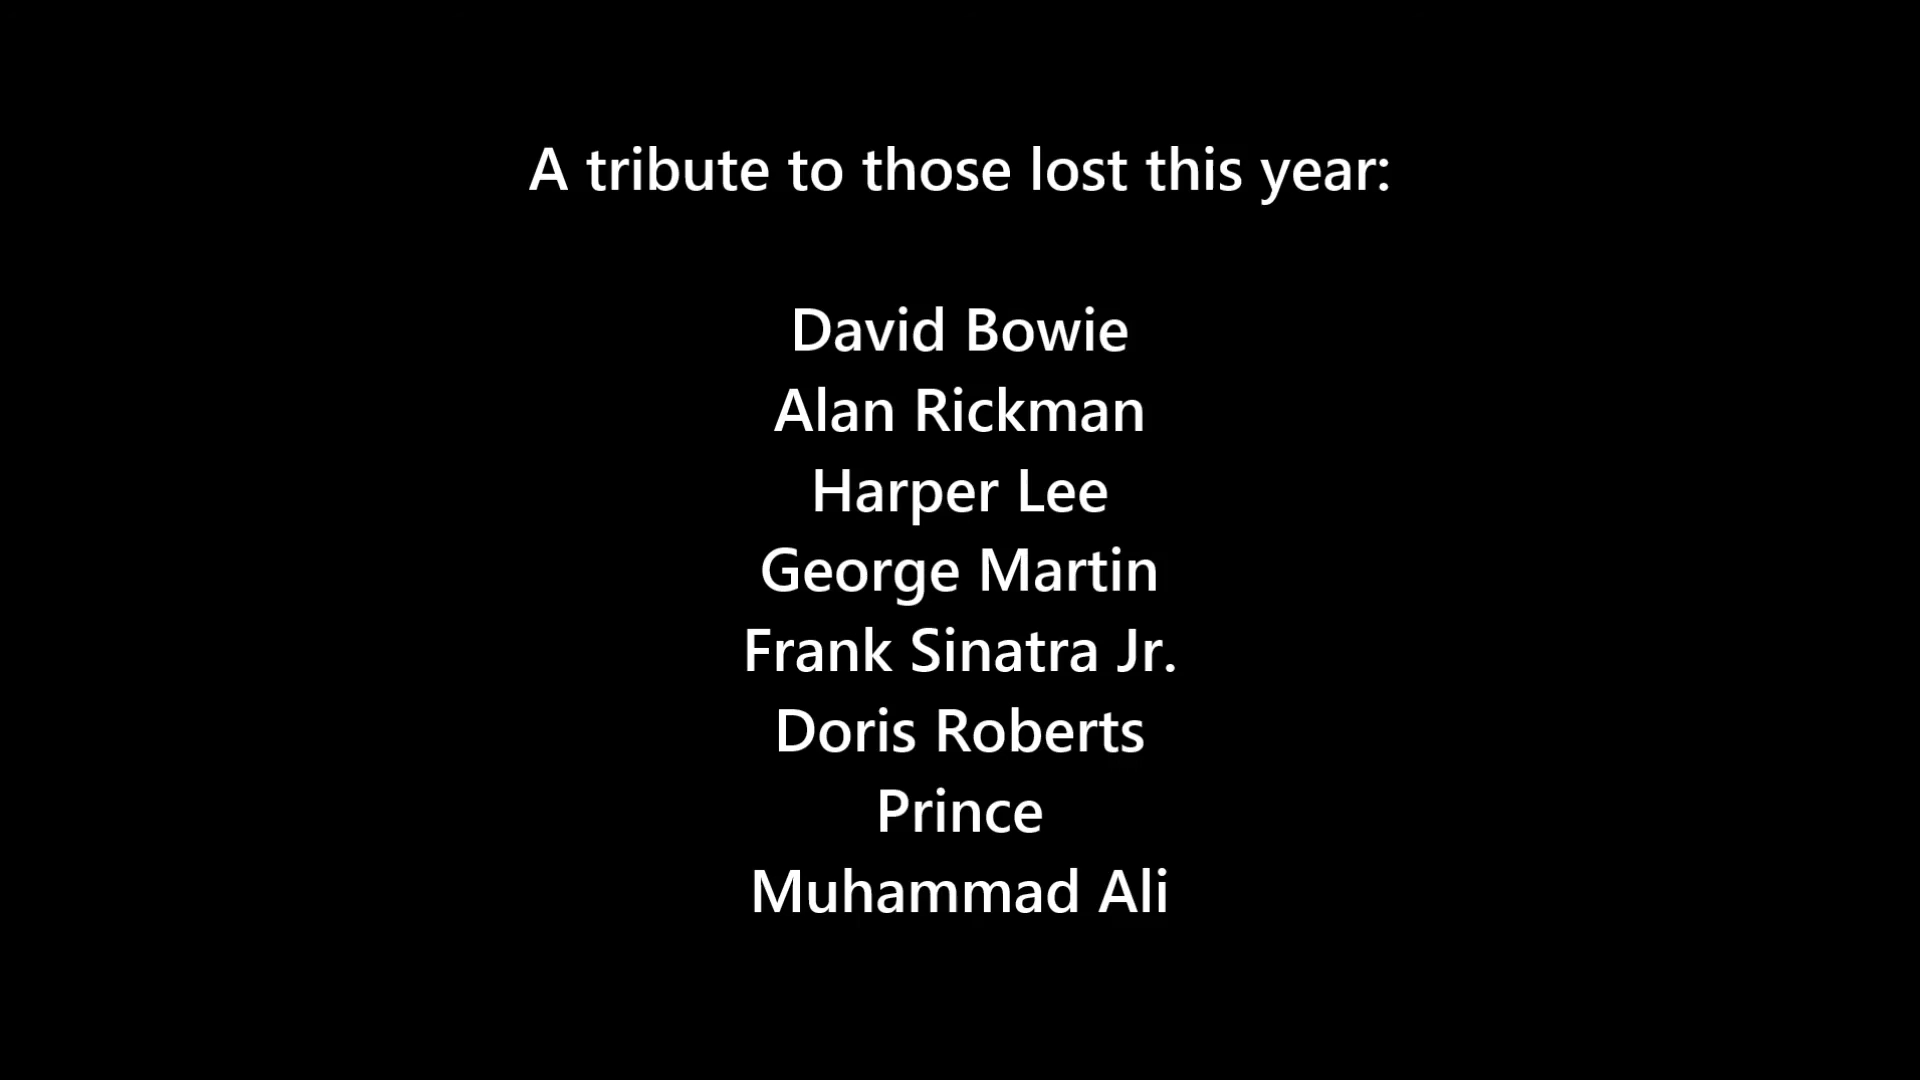 A tribute to those lost this year:
David Bowie
Alan Rickman
Harper Lee
George Martin
Frank Sinatra Jr.
Doris Roberts
Prince
Muhammad Ali